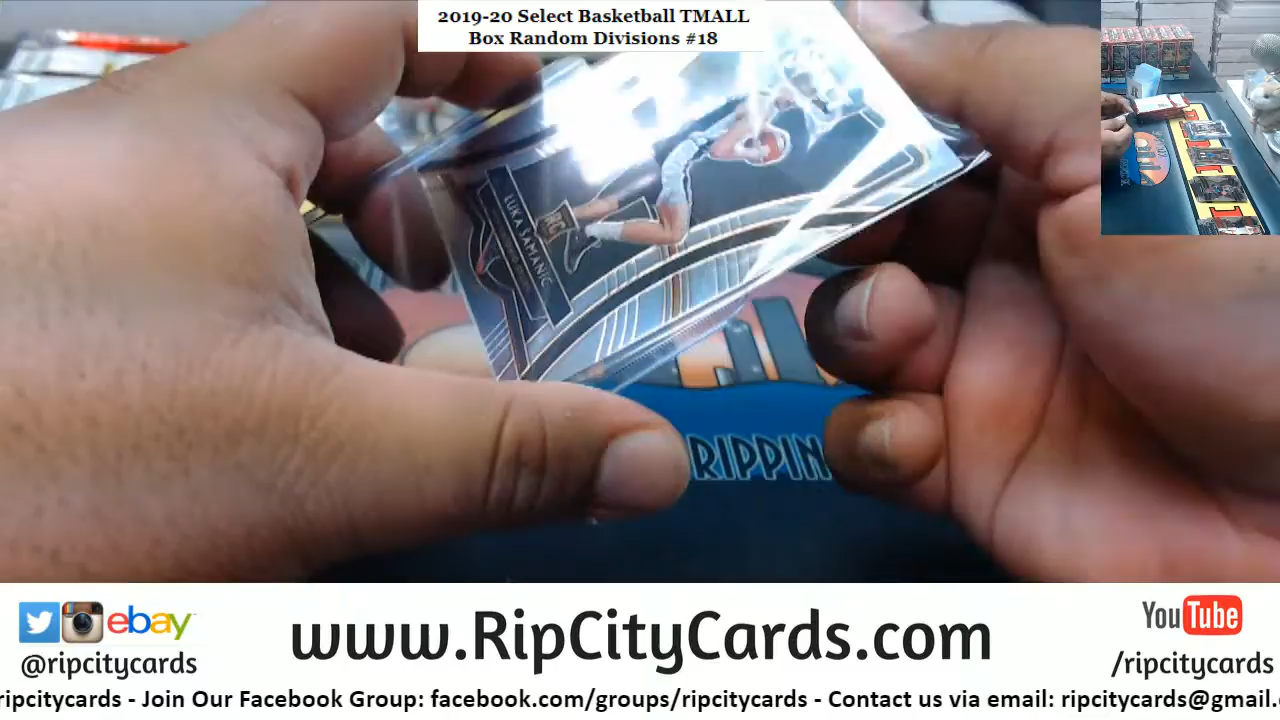 2019-20 Select Basketball TMALL
Box Random Divisions #18
RC
LUKA SAMANIC
RIPPIN
ebay
@ripcitycards
www.RipCityCards.com
YouTube
/ripcitycards
ripcitycards - Join Our Facebook Group: facebook.com/groups/ripcitycards - Contact us via email: ripcitycards@gmail.c